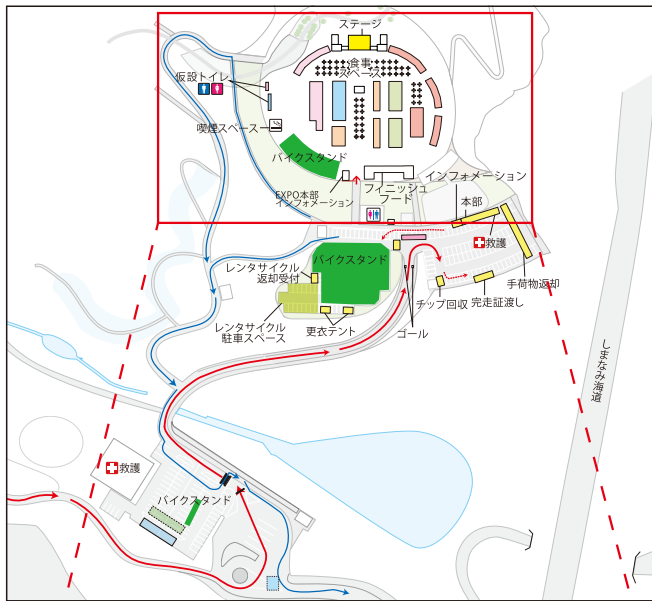 ステージ
食事
スペース
仮設トイレ
喫煙スペース
バイクスタンド
EXPO本部
インフォメーション
フィニッシュ
フード
インフォメーション
本部
救護
手荷物返却
バイクスタンド
レンタサイクル
返却受付
チップ回収
完走証渡し
レンタサイクル
駐車スペース
更衣テント
ゴール
しまなみ海道
救護
バイクスタンド